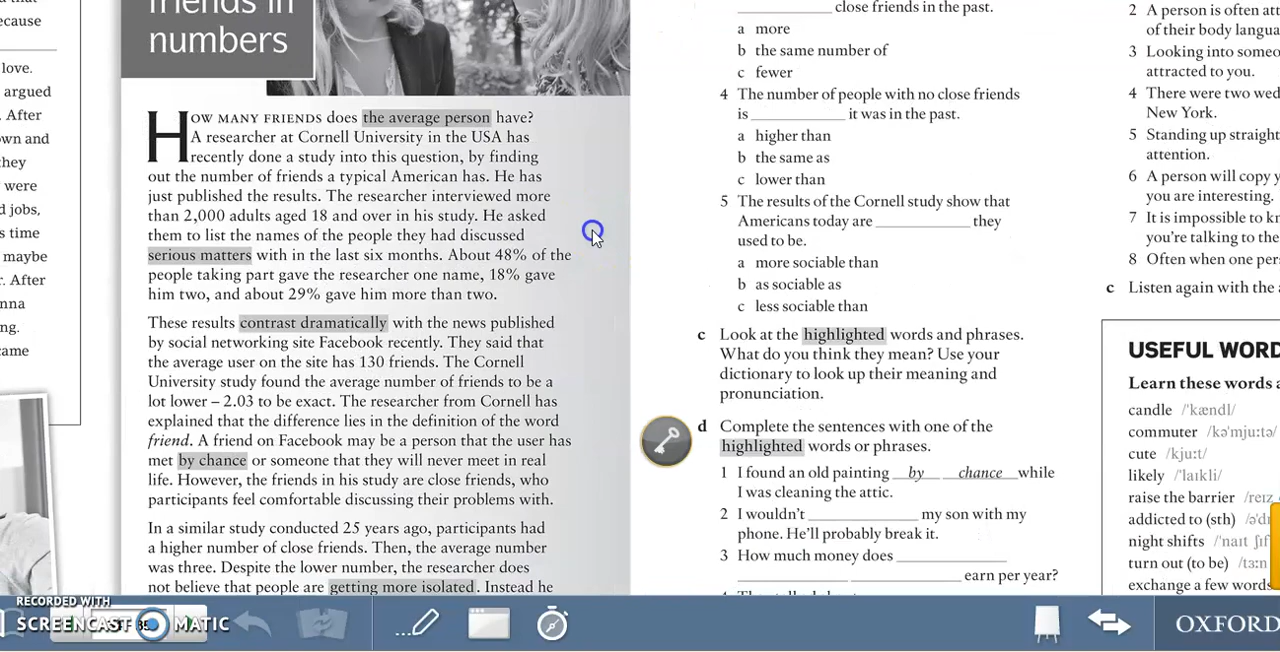 ecause
love.
argued
. After
own and
they
were
d jobs,
s time
maybe
r. After
nna
ng.
came
friends in
numbers
HOW MANY FRIENDS does the average person have?
A researcher at Cornell University in the USA has
recently done a study into this question, by finding
out the number of friends a typical American has. He has
just published the results. The researcher interviewed more
than 2,000 adults aged 18 and over in his study. He asked
them to list the names of the people they had discussed
serious matters with in the last six months. About 48% of the
people taking part gave the researcher one name, 18% gave
him two, and about 29% gave him more than two.
These results contrast dramatically with the news published
by social networking site Facebook recently. They said that
the average user on the site has 130 friends. The Cornell
University study found the average number of friends to be a
lot lower – 2.03 to be exact. The researcher from Cornell has
explained that the difference lies in the definition of the word
friend. A friend on Facebook may be a person that the user has
met by chance or someone that they will never meet in real
life. However, the friends in his study are close friends, who
participants feel comfortable discussing their problems with.
In a similar study conducted 25 years ago, participants had
a higher number of close friends. Then, the average number
was three. Despite the lower number, the researcher does
not believe that people are getting more isolated. Instead he
____________ close friends in the past.
a more
b the same number of
c fewer
4 The number of people with no close friends
is ____________ it was in the past.
a higher than
b the same as
c lower than
5 The results of the Cornell study show that
Americans today are ____________ they
used to be.
a more sociable than
b as sociable as
c less sociable than
c Look at the highlighted words and phrases.
What do you think they mean? Use your
dictionary to look up their meaning and
pronunciation.
d Complete the sentences with one of the
highlighted words or phrases.
1 I found an old painting by chance while
I was cleaning the attic.
2 I wouldn't ____________ my son with my
phone. He'll probably break it.
3 How much money does ____________
____________ ____________ earn per year?
2 A person is often att
of their body langua
3 Looking into someo
attracted to you.
4 There were two wed
New York.
5 Standing up straight
attention.
6 A person will copy y
you are interesting.
7 It is impossible to kn
you're talking to the
8 Often when one pers
c Listen again with the a
USEFUL WORD
Learn these words a
candle /ˈkændl/
commuter /kəˈmjuːtə/
cute /kjuːt/
likely /ˈlaɪkli/
raise the barrier /reɪz
addicted to (sth) /əˈdɪ
night shifts /ˈnaɪt ʃɪf
turn out (to be) /tɜːn
exchange a few words
RECORDED WITH
SCREENCAST MATIC
OXFORD